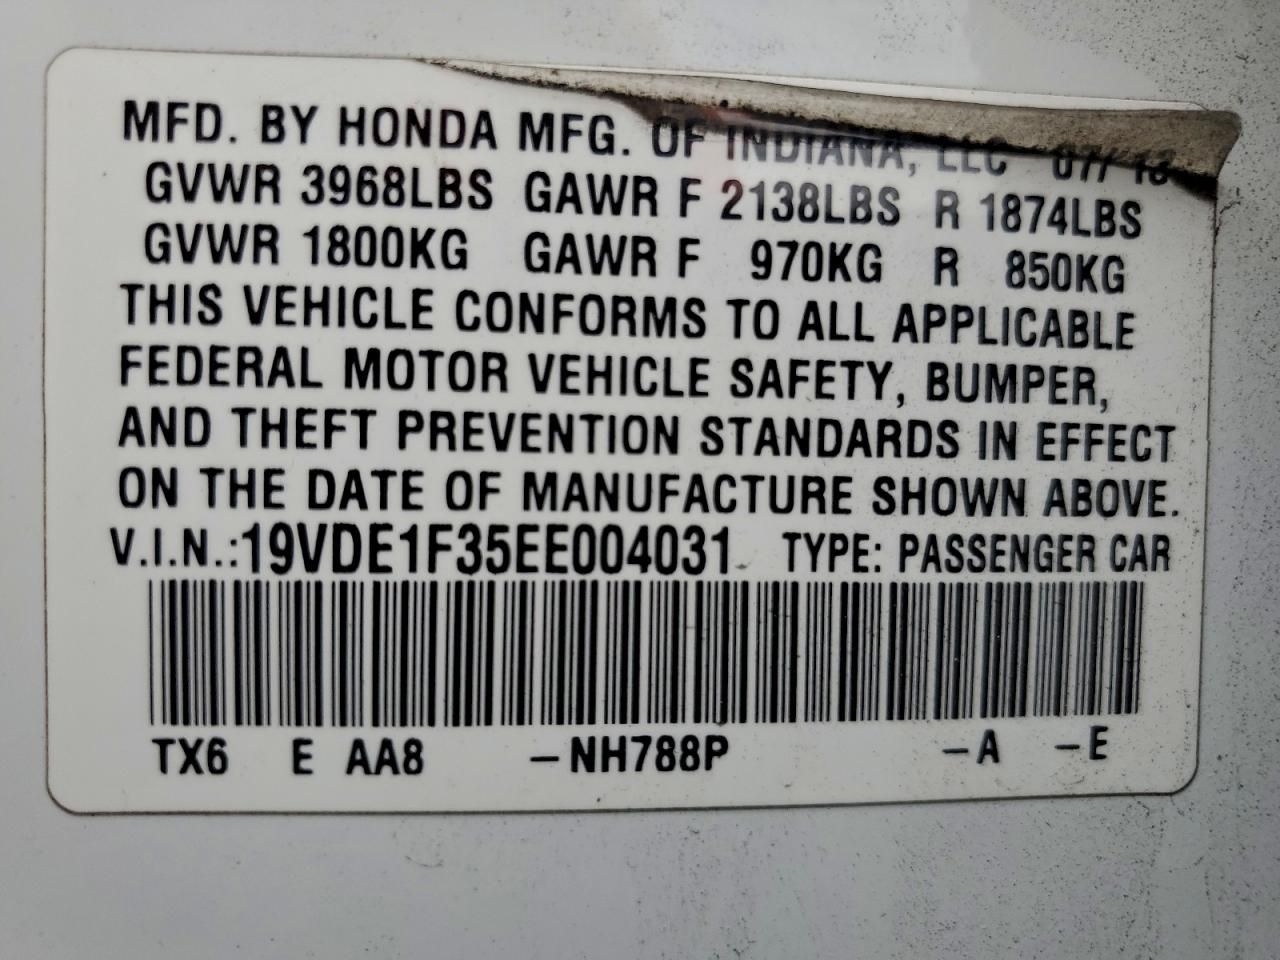 MFD. BY HONDA MFG. OF INDIANA, LLC 07/ 13
GVWR 3968LBS GAWR F 2138LBS R 1874LBS
GVWR 1800KG GAWR F 970KG R 850KG
THIS VEHICLE CONFORMS TO ALL APPLICABLE
FEDERAL MOTOR VEHICLE SAFETY, BUMPER,
AND THEFT PREVENTION STANDARDS IN EFFECT
ON THE DATE OF MANUFACTURE SHOWN ABOVE.
V.I.N.:19VDE1F35EE004031 TYPE: PASSENGER CAR
TX6 E AA8 –NH788P –A –E